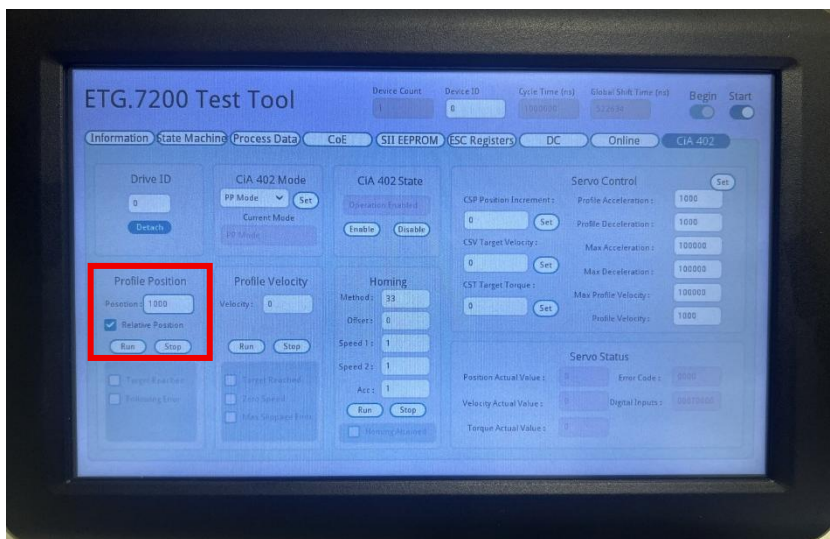 ETG.7200 Test Tool
Device Count Device ID Cycle Time (ns) Global Shift Time (ns) Begin Start
1 0 1000000
Information State Machine Process Data CoE SII EEPROM ESC Registers DC Online CiA 402
Drive ID
0
Detach
CiA 402 Mode
PP Mode Set
Current Mode
PP Mode
CiA 402 State
Operation Enabled
Enable Disable
Servo Control Set
CSP Position Increment: Profile Acceleration: 1000
0 Set Profile Deceleration: 1000
CSV Target Velocity: Max Acceleration: 100000
0 Set Max Deceleration: 100000
CST Target Torque: Max Profile Velocity: 100000
0 Set Profile Velocity: 1000
Profile Position
Position: 1000
Relative Position
Run Stop
Target Reached
Following Error
Profile Velocity
Velocity: 0
Run Stop
Target Reached
Zero Speed
Max Slippage Error
Homing
Method: 33
Offset: 0
Speed 1: 1
Speed 2: 1
Acc: 1
Run Stop
Homing Attained
Servo Status
Position Actual Value: 0 Error Code: 0000
Velocity Actual Value: 0 Digital Inputs:
Torque Actual Value: 0